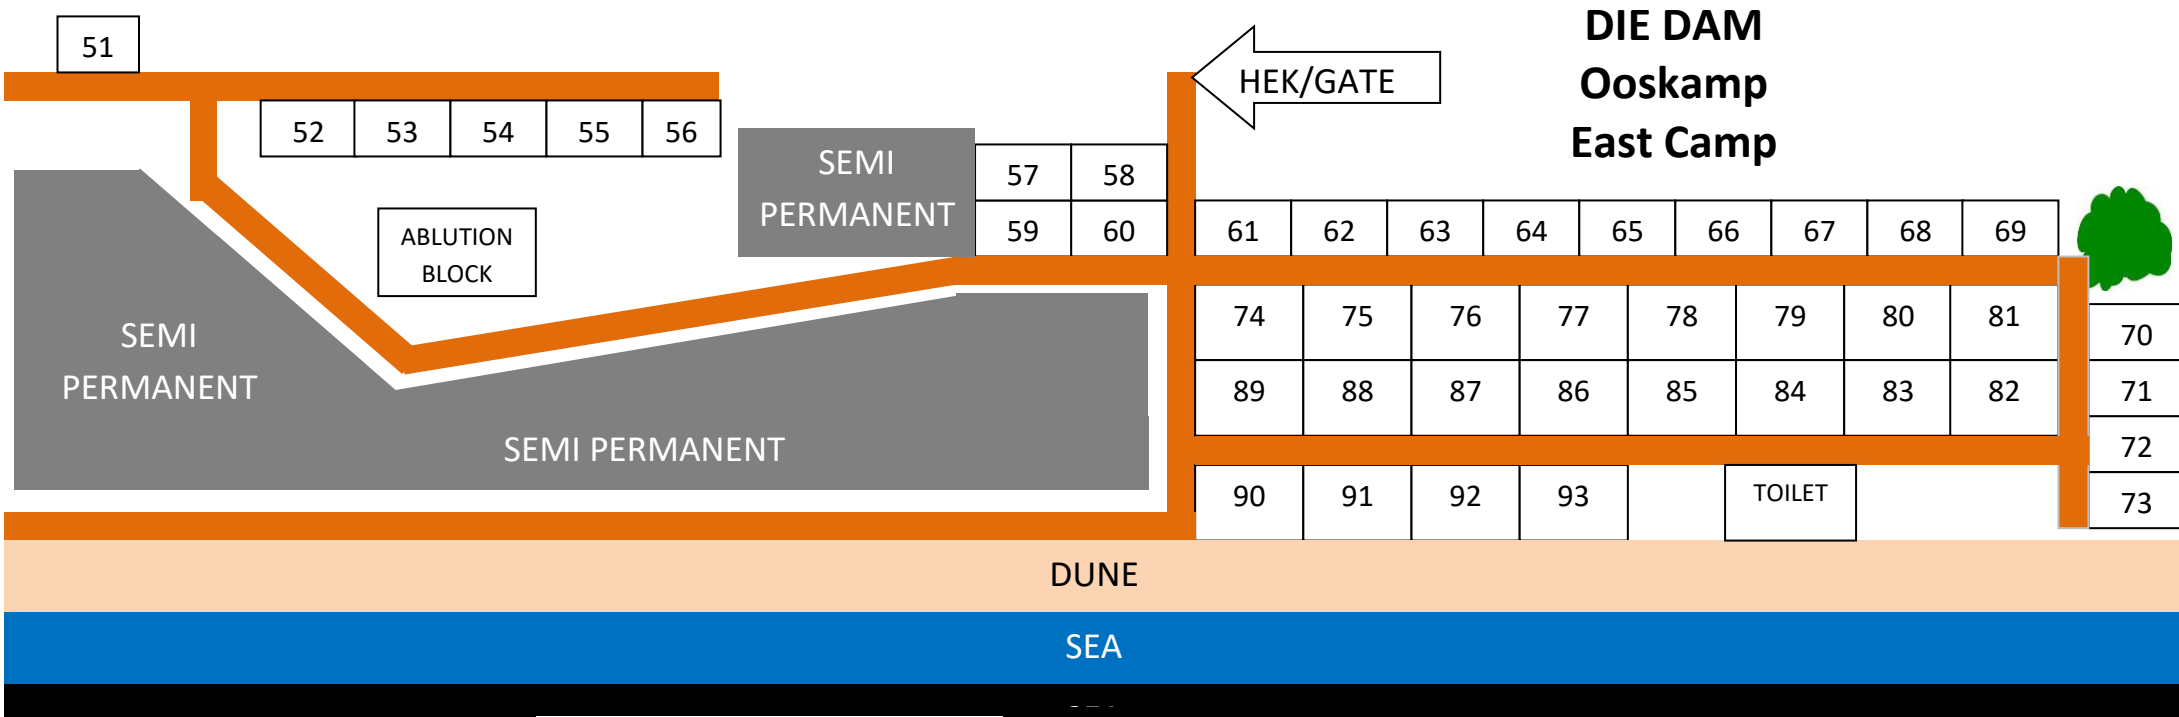 DIE DAM
Ooskamp
East Camp
HEK/GATE
51
52 53 54 55 56
SEMI
PERMANENT
57 58
59 60
61 62 63 64 65 66 67 68 69
ABLUTION
BLOCK
SEMI
PERMANENT
SEMI PERMANENT
74 75 76 77 78 79 80 81
89 88 87 86 85 84 83 82
90 91 92 93
TOILET
70
71
72
73
DUNE
SEA